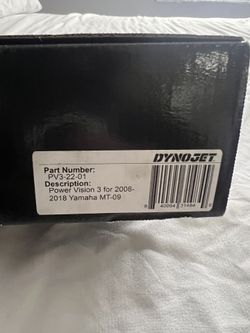 DYNOJET
Part Number:
PV3-22-01
Description:
Power Vision 3 for 2008-
2018 Yamaha MT-09